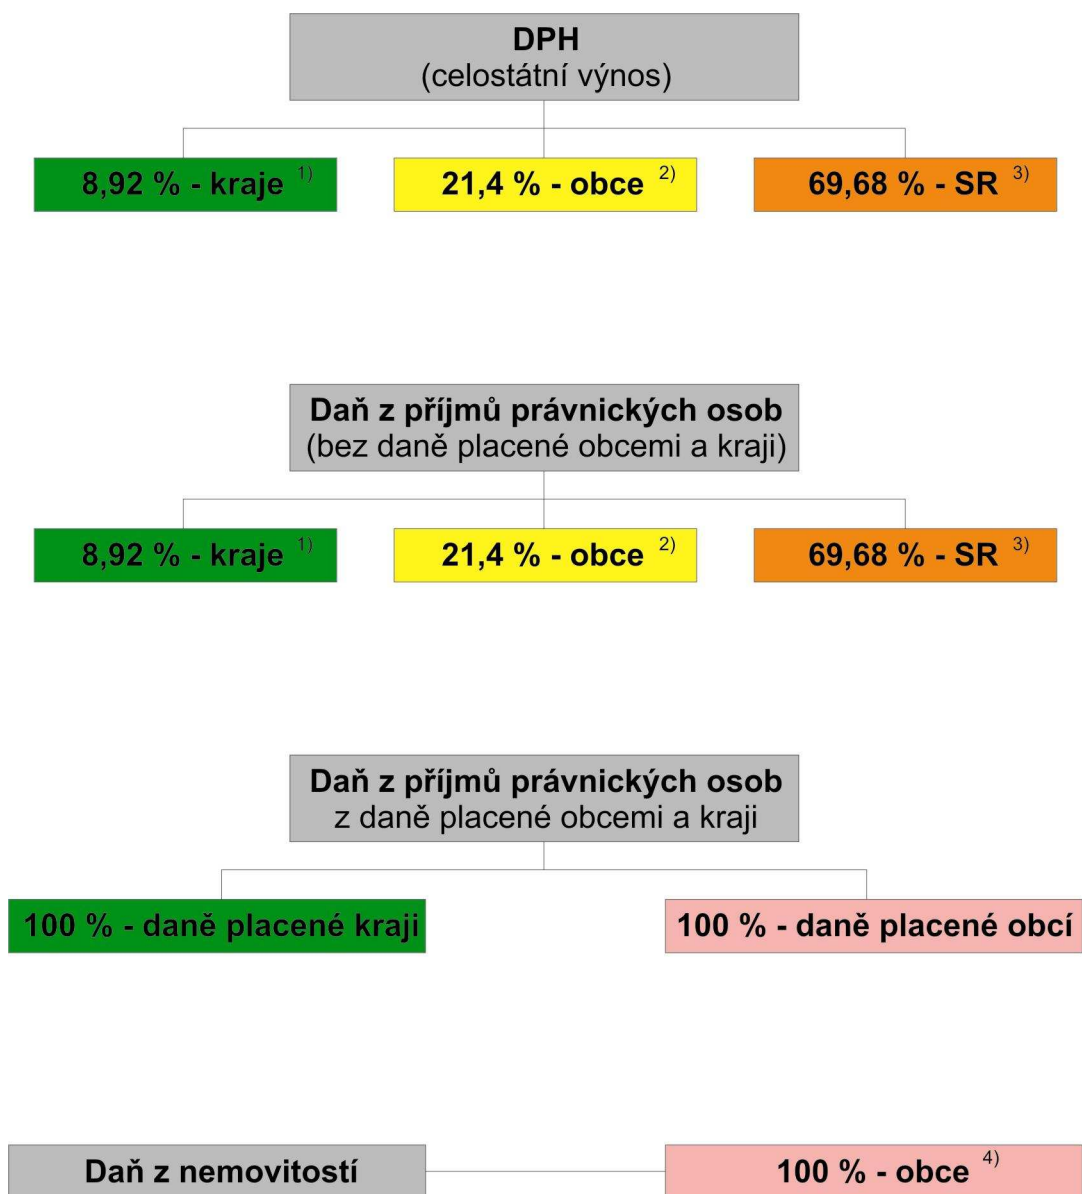 DPH
(celostátní výnos)
8,92 % - kraje 1)
21,4 % - obce 2)
69,68 % - SR 3)
Daň z příjmů právnických osob
(bez daně placené obcemi a kraji)
8,92 % - kraje 1)
21,4 % - obce 2)
69,68 % - SR 3)
Daň z příjmů právnických osob
z daně placené obcemi a kraji
100 % - daně placené kraji
100 % - daně placené obcí
Daň z nemovitostí
100 % - obce 4)